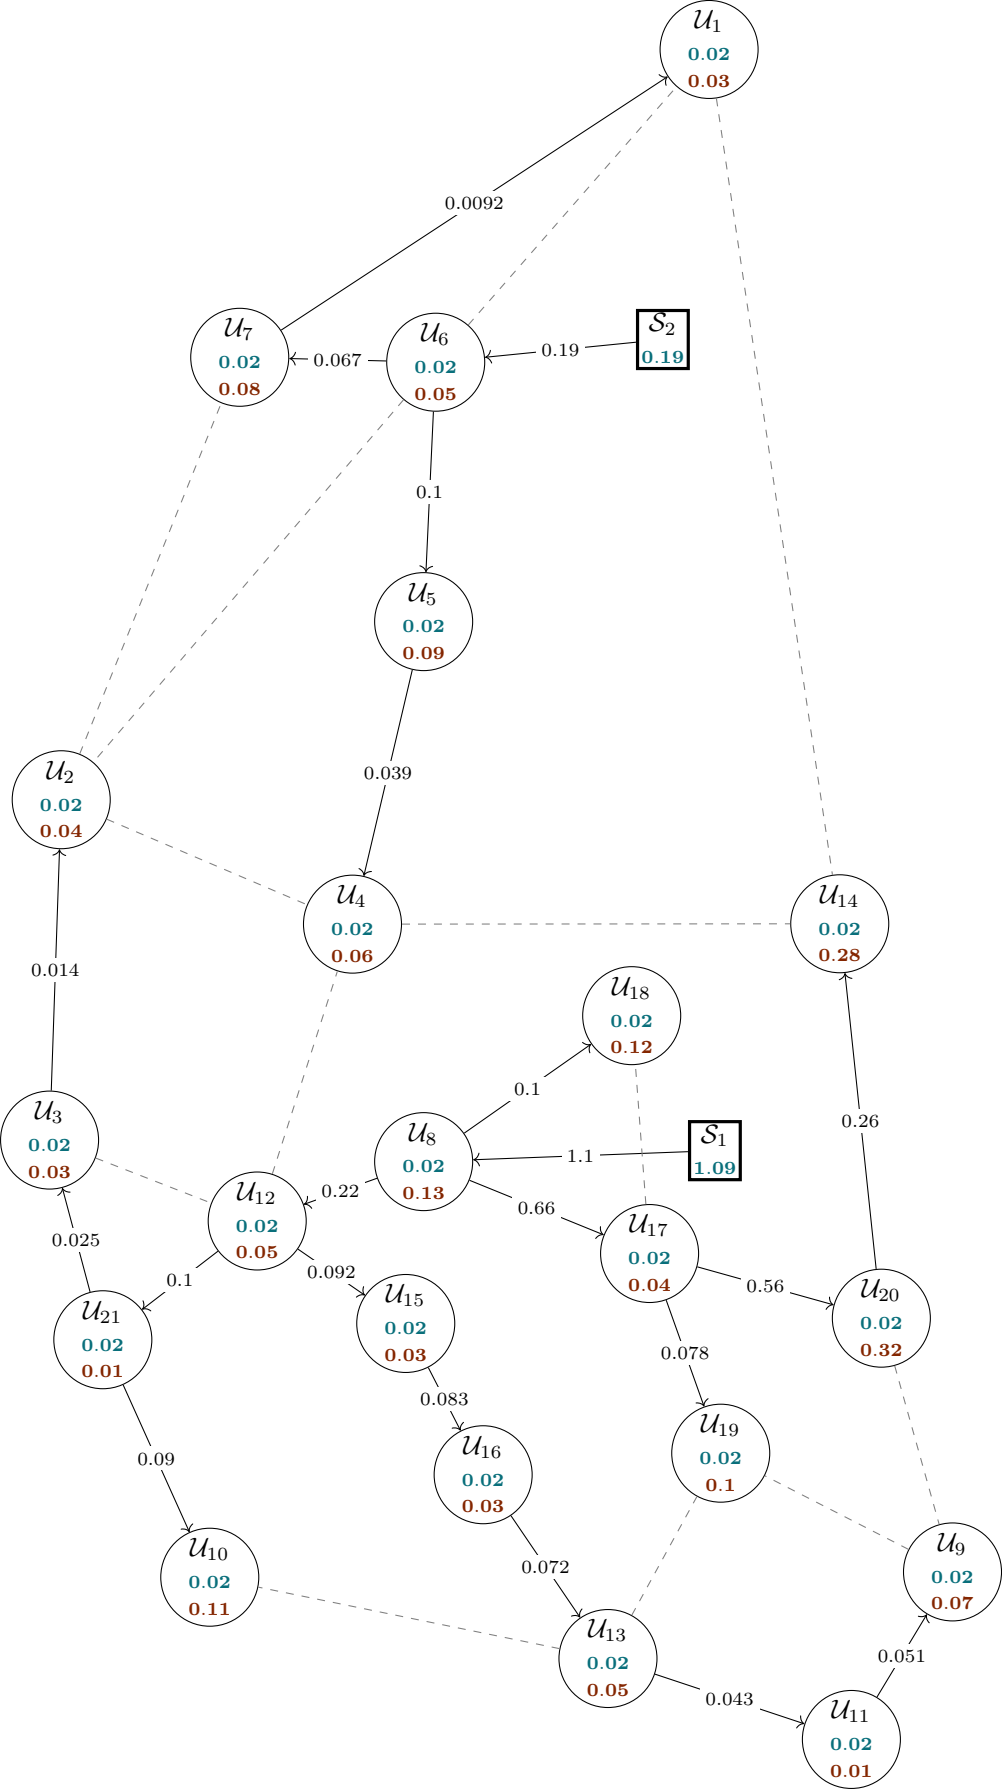 𝒰₁
0.02
0.03
0.0092
𝒰₇
0.02
0.08
0.067
𝒰₆
0.02
0.05
0.19
𝒮₂
0.19
0.1
𝒰₅
0.02
0.09
0.039
𝒰₂
0.02
0.04
𝒰₄
0.02
0.06
𝒰₁₄
0.02
0.28
0.014
𝒰₁₈
0.02
0.12
0.1
0.26
𝒰₃
0.02
0.03
𝒰₈
0.02
0.13
1.1
𝒮₁
1.09
𝒰₁₂
0.02
0.05
0.22
0.66
𝒰₁₇
0.02
0.04
0.025
0.1
0.092
0.56
𝒰₂₁
0.02
0.01
𝒰₁₅
0.02
0.03
𝒰₂₀
0.02
0.32
0.078
0.083
𝒰₁₉
0.02
0.1
0.09
𝒰₁₆
0.02
0.03
𝒰₁₀
0.02
0.11
0.072
𝒰₉
0.02
0.07
𝒰₁₃
0.02
0.05
0.051
0.043
𝒰₁₁
0.02
0.01